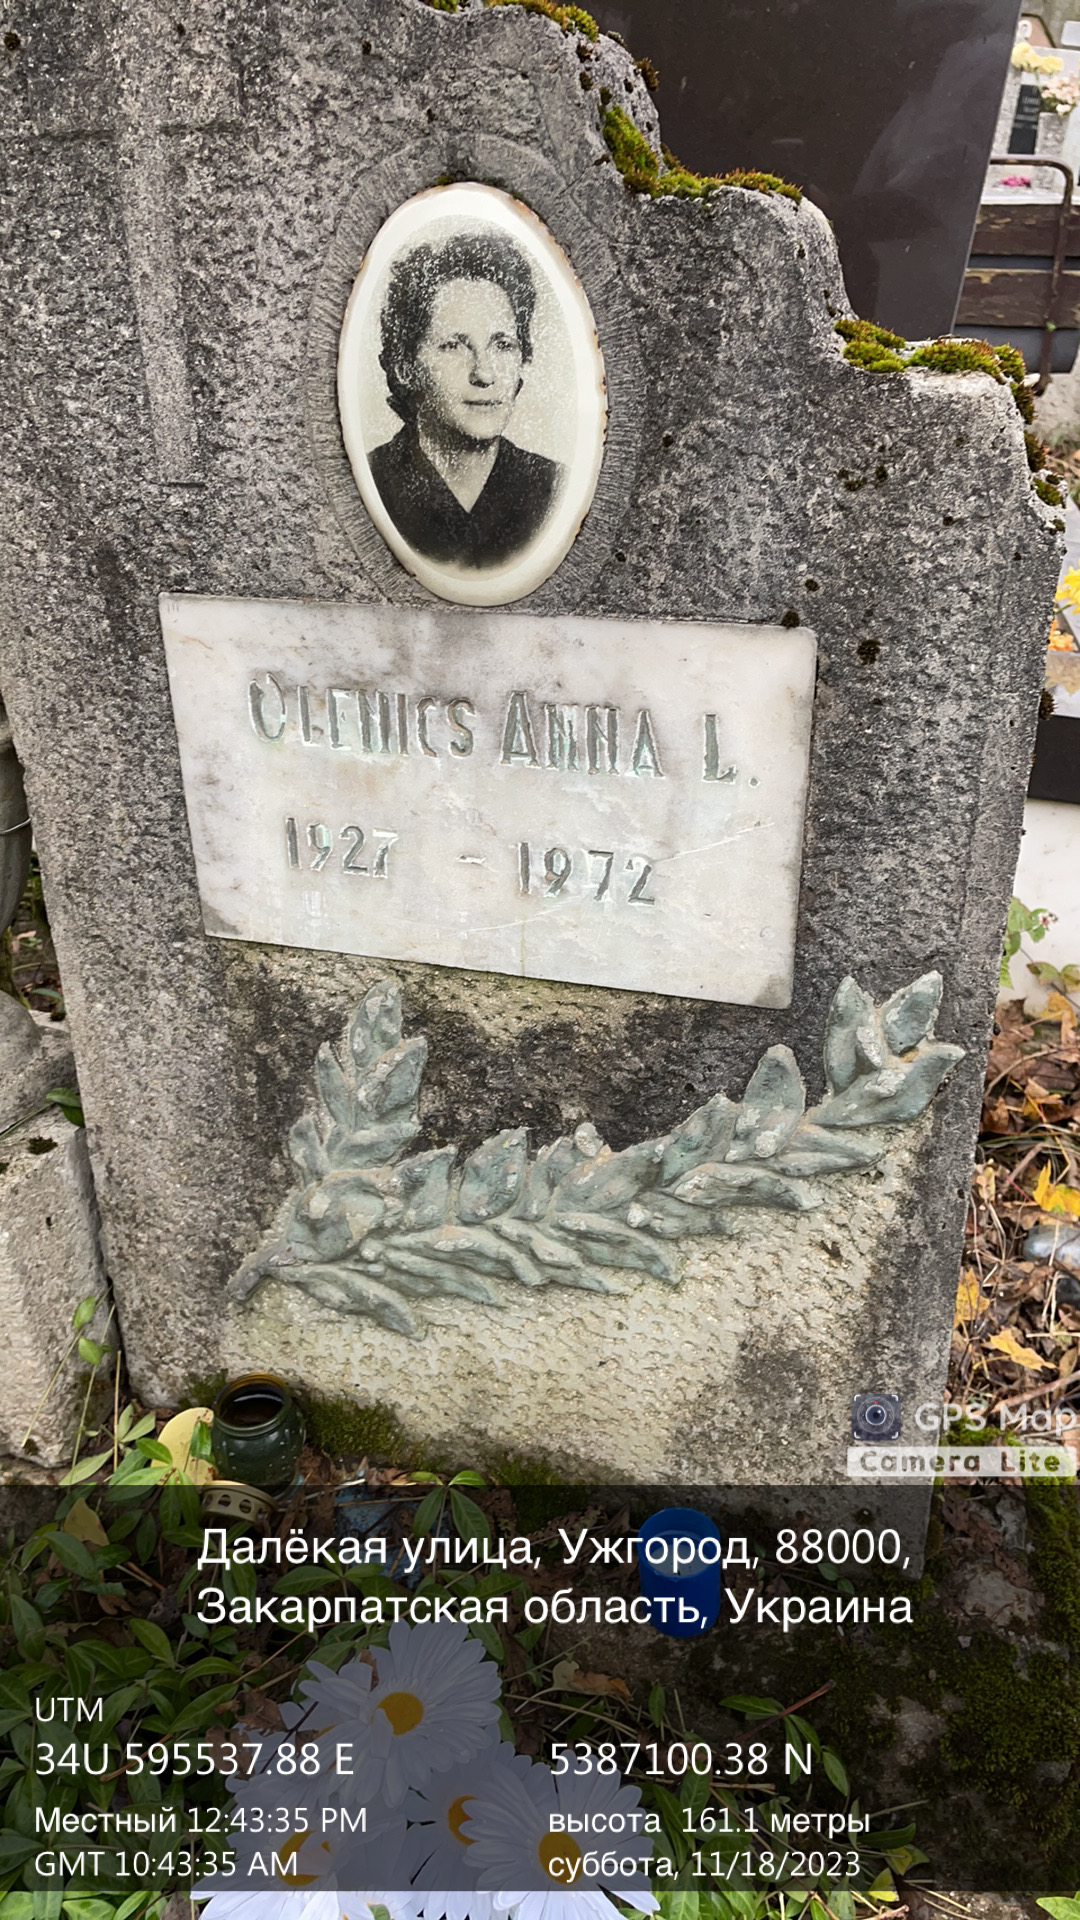 OLENICS ANNA L.
1927 - 1972
GPS Map
Camera Lite
Далёкая улица, Ужгород, 88000,
Закарпатская область, Украина
UTM
34U 595537.88 E 5387100.38 N
Местный 12:43:35 PM высота 161.1 метры
GMT 10:43:35 AM суббота, 11/18/2023